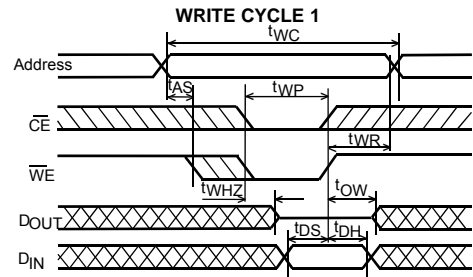 WRITE CYCLE 1
tWC
Address
tAS
tWP
CE
tWR
WE
tWHZ
tOW
DOUT
tDS tDH
DIN